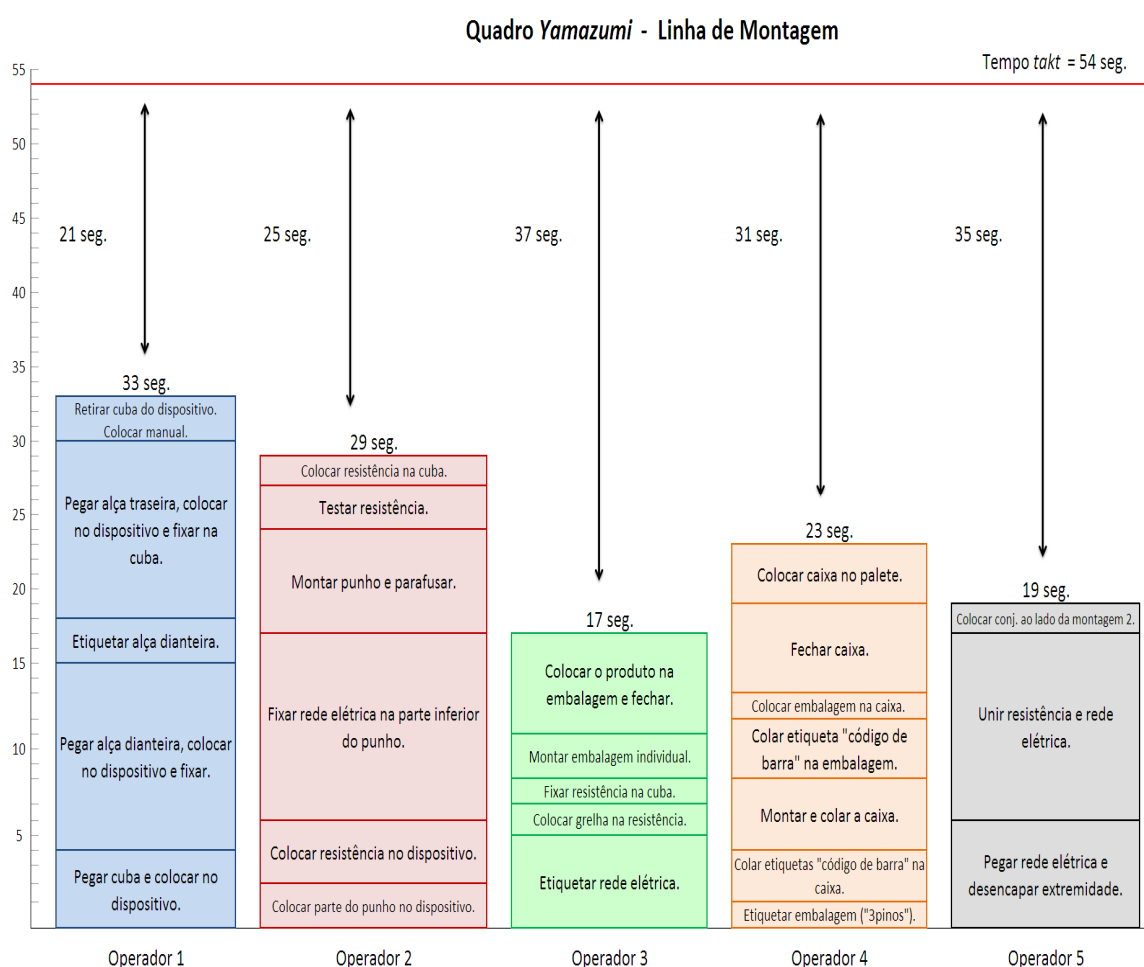 Quadro Yamazumi - Linha de Montagem
Tempo takt = 54 seg.
55
50
45
40
35
30
25
20
15
10
5
21 seg.
25 seg.
37 seg.
31 seg.
35 seg.
33 seg.
Retirar cuba do dispositivo.
Colocar manual.
Pegar alça traseira, colocar
no dispositivo e fixar na
cuba.
Etiquetar alça dianteira.
Pegar alça dianteira, colocar
no dispositivo e fixar.
Pegar cuba e colocar no
dispositivo.
Operador 1
29 seg.
Colocar resistência na cuba.
Testar resistência.
Montar punho e parafusar.
Fixar rede elétrica na parte inferior
do punho.
Colocar resistência no dispositivo.
Colocar parte do punho no dispositivo.
Operador 2
17 seg.
Colocar o produto na
embalagem e fechar.
Montar embalagem individual.
Fixar resistência na cuba.
Colocar grelha na resistência.
Etiquetar rede elétrica.
Operador 3
23 seg.
Colocar caixa no palete.
Fechar caixa.
Colocar embalagem na caixa.
Colar etiqueta "código de
barra" na embalagem.
Montar e colar a caixa.
Colar etiquetas "código de barra" na
caixa.
Etiquetar embalagem ("3pinos").
Operador 4
19 seg.
Colocar conj. ao lado da montagem 2.
Unir resistência e rede
elétrica.
Pegar rede elétrica e
desencapar extremidade.
Operador 5